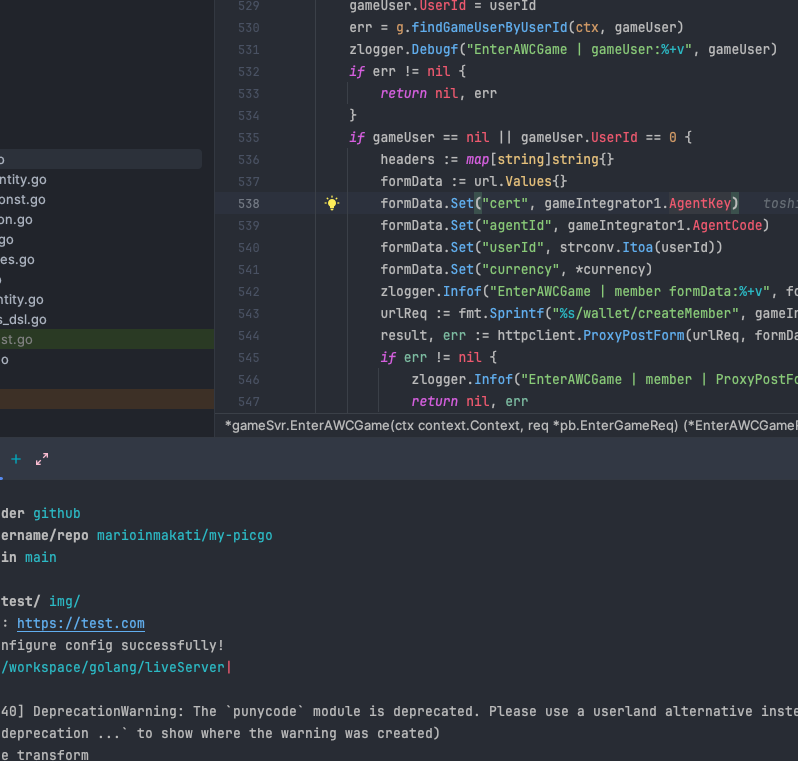 529 gameUser.UserId = userId
530 err = g.findGameUserByUserId(ctx, gameUser)
531 zlogger.Debugf("EnterAWCGame | gameUser:%+v", gameUser)
532 if err != nil {
533 return nil, err
534 }
535 if gameUser == nil || gameUser.UserId == 0 {
o 536 headers := map[string]string{}
ntity.go 537 formData := url.Values{}
onst.go 538 formData.Set("cert", gameIntegrator1.AgentKey) toshi
on.go 539 formData.Set("agentId", gameIntegrator1.AgentCode)
go 540 formData.Set("userId", strconv.Itoa(userId))
es.go 541 formData.Set("currency", *currency)
ntity.go 542 zlogger.Infof("EnterAWCGame | member formData:%+v", fo
s_dsl.go 543 urlReq := fmt.Sprintf("%s/wallet/createMember", gameIn
st.go 544 result, err := httpclient.ProxyPostForm(urlReq, formDa
o 545 if err != nil {
546 zlogger.Infof("EnterAWCGame | member | ProxyPostFo
547 return nil, err
*gameSvr.EnterAWCGame(ctx context.Context, req *pb.EnterGameReq) (*EnterAWCGameR
der github
ername/repo marioinmakati/my-picgo
in main
test/ img/
: https://test.com
nfigure config successfully!
/workspace/golang/liveServer|
40] DeprecationWarning: The `punycode` module is deprecated. Please use a userland alternative inste
deprecation ...` to show where the warning was created)
e transform